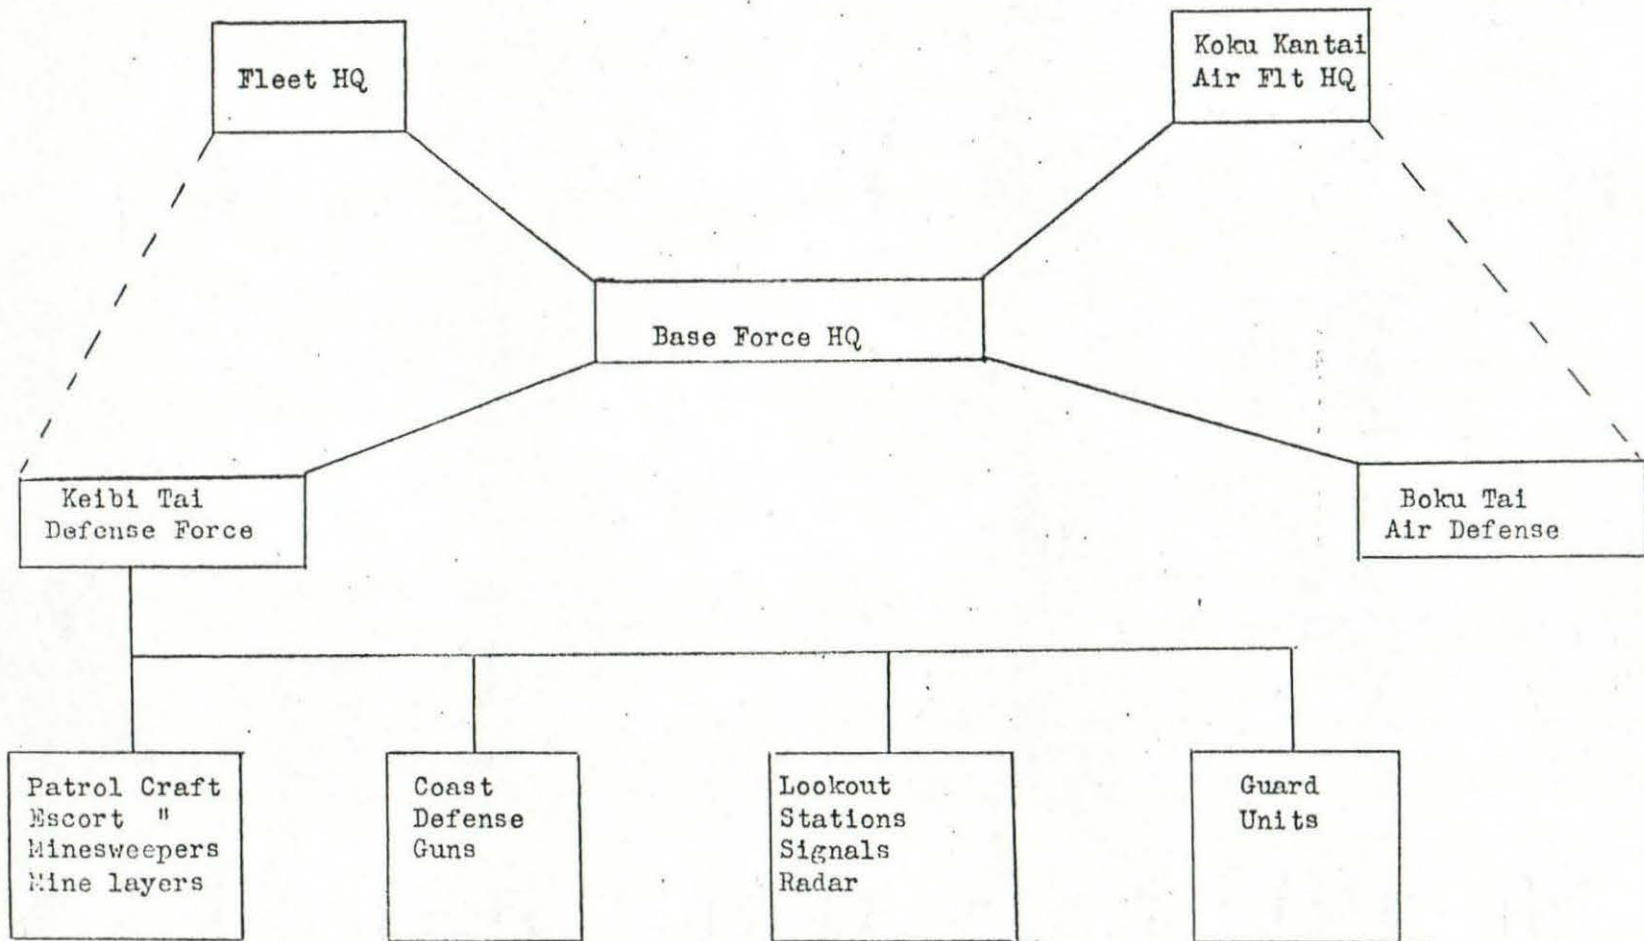 Fleet HQ
Koku Kantai
Air Flt HQ
Base Force HQ
Keibi Tai
Defense Force
Boku Tai
Air Defense
Patrol Craft
Escort "
Minesweepers
Mine layers
Coast
Defense
Guns
Lookout
Stations
Signals
Radar
Guard
Units